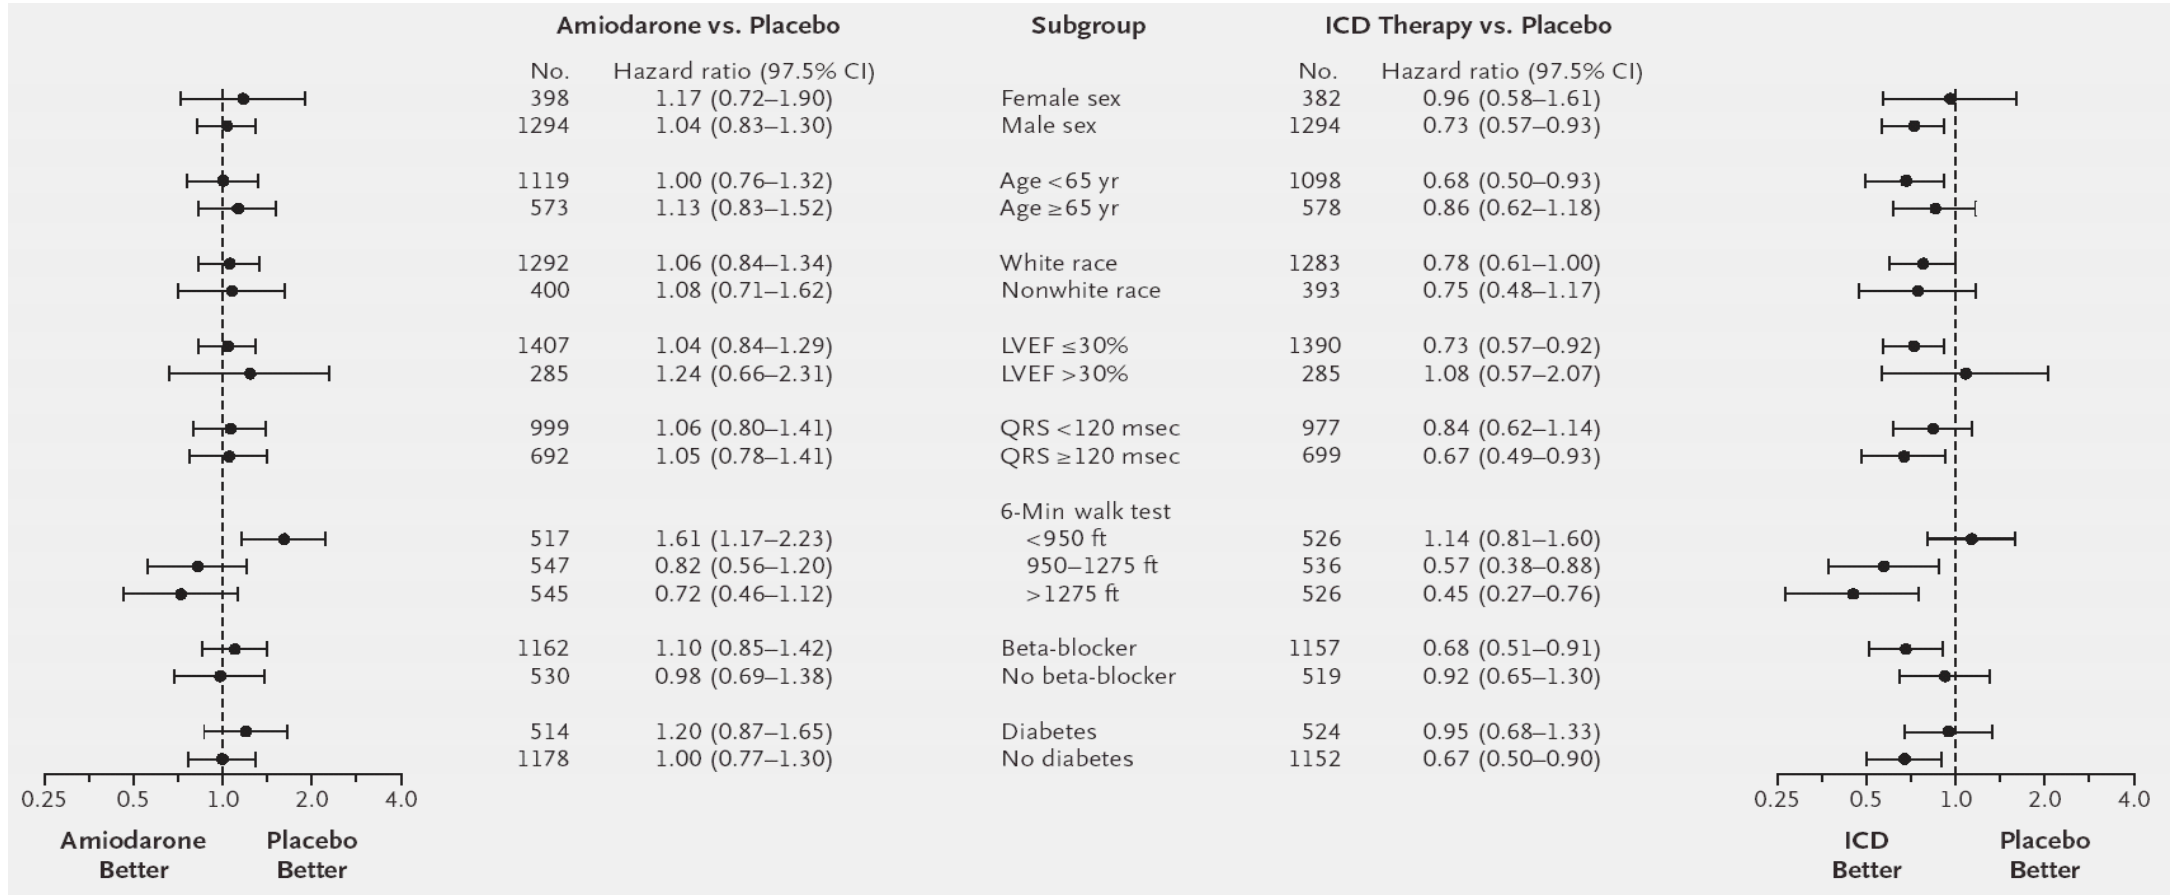 Amiodarone vs. Placebo Subgroup ICD Therapy vs. Placebo
No. Hazard ratio (97.5% CI) No. Hazard ratio (97.5% CI)
398 1.17 (0.72–1.90) Female sex 382 0.96 (0.58–1.61)
1294 1.04 (0.83–1.30) Male sex 1294 0.73 (0.57–0.93)
1119 1.00 (0.76–1.32) Age <65 yr 1098 0.68 (0.50–0.93)
573 1.13 (0.83–1.52) Age ≥65 yr 578 0.86 (0.62–1.18)
1292 1.06 (0.84–1.34) White race 1283 0.78 (0.61–1.00)
400 1.08 (0.71–1.62) Nonwhite race 393 0.75 (0.48–1.17)
1407 1.04 (0.84–1.29) LVEF ≤30% 1390 0.73 (0.57–0.92)
285 1.24 (0.66–2.31) LVEF >30% 285 1.08 (0.57–2.07)
999 1.06 (0.80–1.41) QRS <120 msec 977 0.84 (0.62–1.14)
692 1.05 (0.78–1.41) QRS ≥120 msec 699 0.67 (0.49–0.93)
6-Min walk test
517 1.61 (1.17–2.23) <950 ft 526 1.14 (0.81–1.60)
547 0.82 (0.56–1.20) 950–1275 ft 536 0.57 (0.38–0.88)
545 0.72 (0.46–1.12) >1275 ft 526 0.45 (0.27–0.76)
1162 1.10 (0.85–1.42) Beta-blocker 1157 0.68 (0.51–0.91)
530 0.98 (0.69–1.38) No beta-blocker 519 0.92 (0.65–1.30)
514 1.20 (0.87–1.65) Diabetes 524 0.95 (0.68–1.33)
1178 1.00 (0.77–1.30) No diabetes 1152 0.67 (0.50–0.90)
0.25 0.5 1.0 2.0 4.0 0.25 0.5 1.0 2.0 4.0
Amiodarone Placebo ICD Placebo
Better Better Better Better